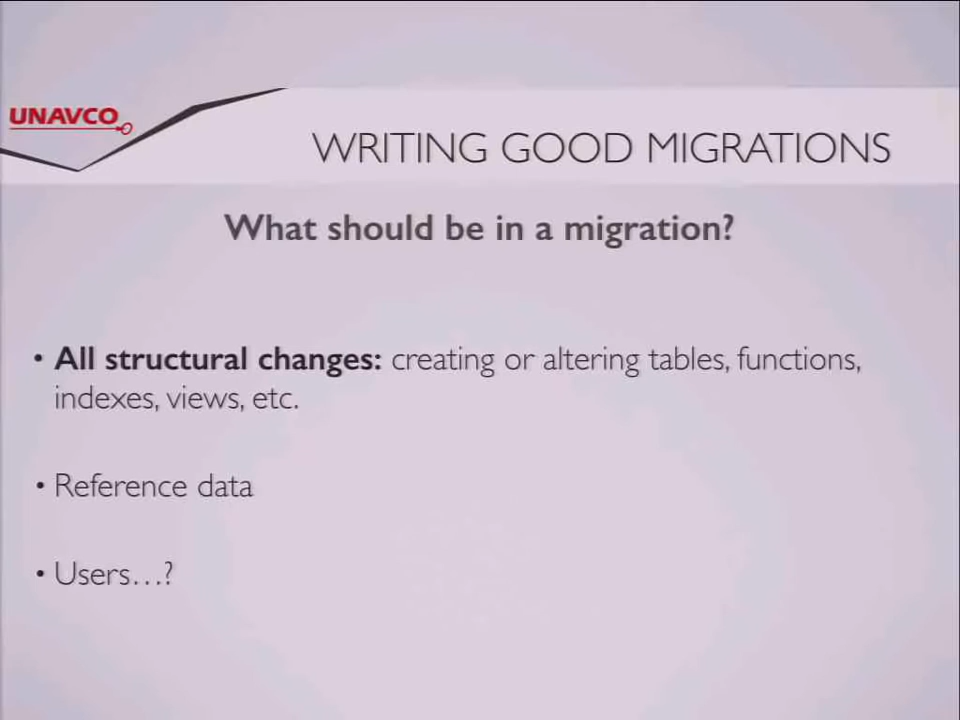 UNAVCO
WRITING GOOD MIGRATIONS
What should be in a migration?
• All structural changes: creating or altering tables, functions,
indexes, views, etc.
• Reference data
• Users…?